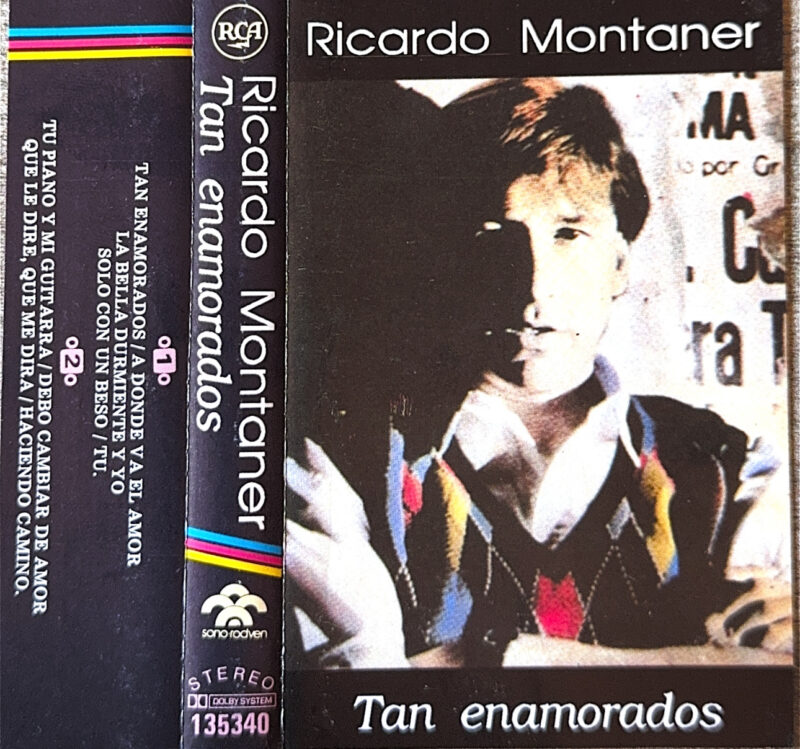 TAN ENAMORADOS / A DONDE VA EL AMOR
LA BELLA DURMIENTE Y YO
SOLO CON UN BESO / TU.
1
TU PIANO Y MI GUITARRA / DEBO CAMBIAR DE AMOR
QUE LE DIRE, QUE ME DIRA / HACIENDO CAMINO.
2
RCA
Ricardo Montaner
Tan enamorados
sono-rodven
STEREO
DOLBY SYSTEM
135340
Ricardo Montaner
MA
por Gr
. Co
ra T
Tan enamorados